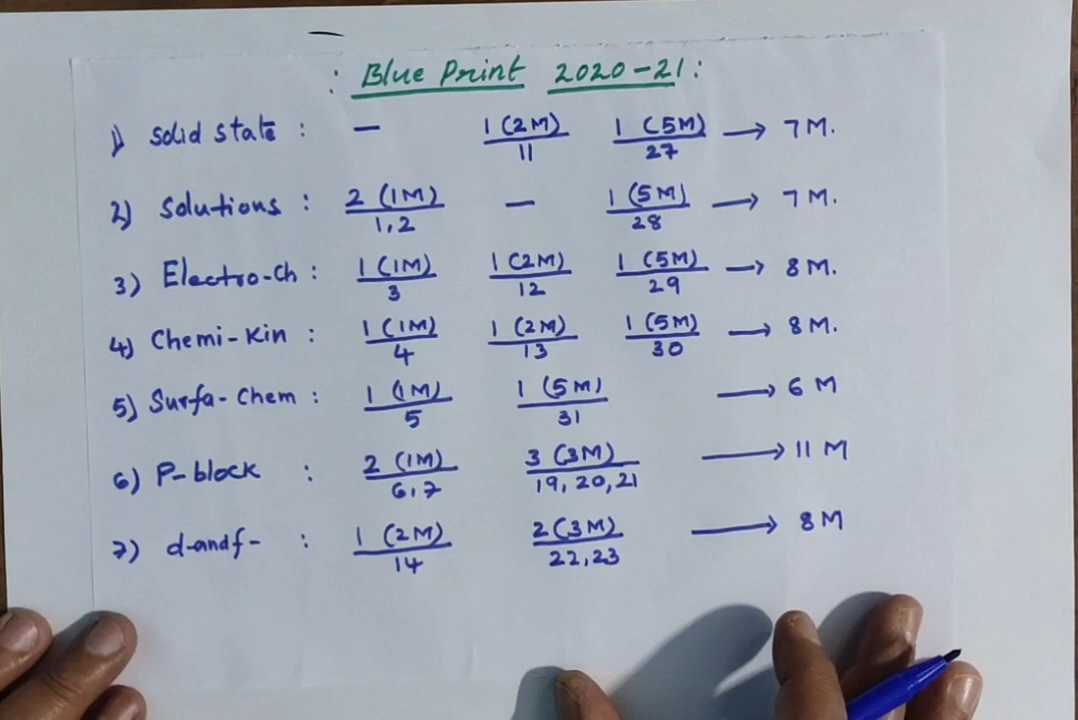 : Blue Print 2020-21:
1) Solid State : — 1 (2M) 1 (5M) → 7 M.
11 27
2) Solutions : 2 (1M) — 1 (5M) → 7 M.
1,2 28
3) Electro-Ch : 1 (1M) 1 (2M) 1 (5M) → 8 M.
3 12 29
4) Chemi-Kin : 1 (1M) 1 (2M) 1 (5M) → 8 M.
4 13 30
5) Surfa-Chem : 1 (1M) 1 (5M) → 6 M
5 31
6) P-block : 2 (1M) 3 (3M) → 11 M
6,7 19, 20, 21
7) d-andf- : 1 (2M) 2 (3M) → 8 M
14 22,23